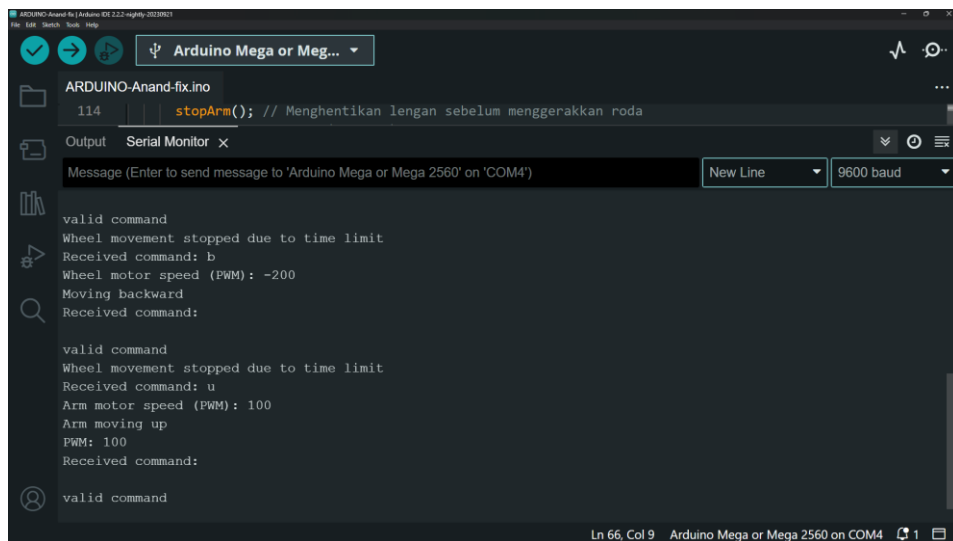 ARDUINO-Anand-fix | Arduino IDE 2.2.2-nightly-20230921
File Edit Sketch Tools Help
Arduino Mega or Meg...
ARDUINO-Anand-fix.ino
...
114 stopArm(); // Menghentikan lengan sebelum menggerakkan roda
Output Serial Monitor
Message (Enter to send message to 'Arduino Mega or Mega 2560' on 'COM4')
New Line
9600 baud
valid command
Wheel movement stopped due to time limit
Received command: b
Wheel motor speed (PWM): -200
Moving backward
Received command:
valid command
Wheel movement stopped due to time limit
Received command: u
Arm motor speed (PWM): 100
Arm moving up
PWM: 100
Received command:
valid command
Ln 66, Col 9 Arduino Mega or Mega 2560 on COM4 1